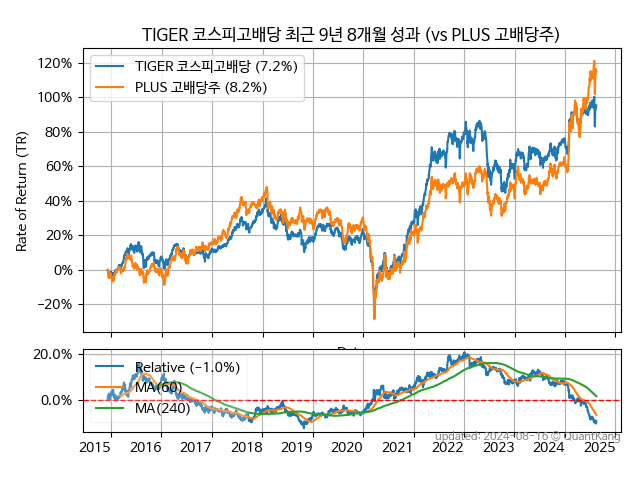 TIGER 코스피고배당 최근 9년 8개월 성과 (vs PLUS 고배당주)
Rate of Return (TR)
120%
100%
80%
60%
40%
20%
0%
−20%
TIGER 코스피고배당 (7.2%)
PLUS 고배당주 (8.2%)
20.0%
0.0%
Relative (−1.0%)
MA(60)
MA(240)
updated: 2024-08-16 © QuantKang
2015 2016 2017 2018 2019 2020 2021 2022 2023 2024 2025